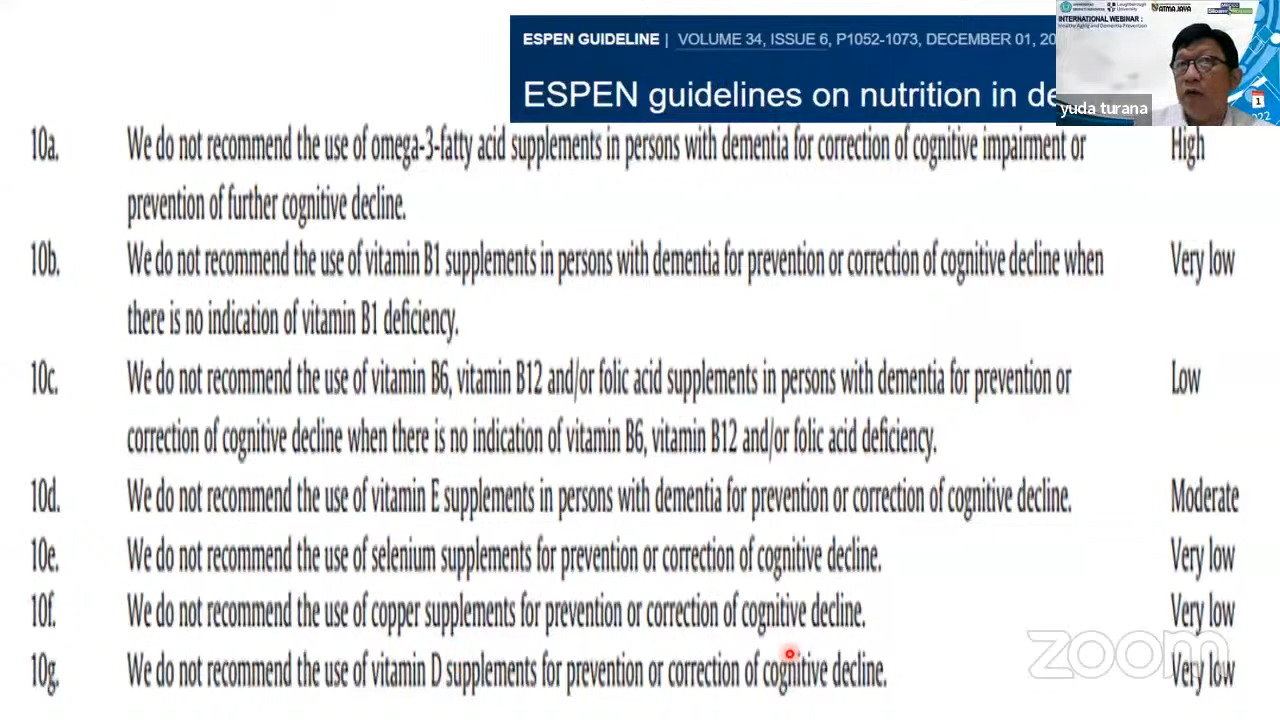 ESPEN GUIDELINE | VOLUME 34, ISSUE 6, P1052-1073, DECEMBER 01, 20
ESPEN guidelines on nutrition in de
INTERNATIONAL WEBINAR :
Healthy Aging and Dementia Prevention
Loughborough University
ATMA JAYA
yuda turana
1
10a. We do not recommend the use of omega-3-fatty acid supplements in persons with dementia for correction of cognitive impairment or High
prevention of further cognitive decline.
10b. We do not recommend the use of vitamin B1 supplements in persons with dementia for prevention or correction of cognitive decline when Very low
there is no indication of vitamin B1 deficiency.
10c. We do not recommend the use of vitamin B6, vitamin B12 and/or folic acid supplements in persons with dementia for prevention or Low
correction of cognitive decline when there is no indication of vitamin B6, vitamin B12 and/or folic acid deficiency.
10d. We do not recommend the use of vitamin E supplements in persons with dementia for prevention or correction of cognitive decline. Moderate
10e. We do not recommend the use of selenium supplements for prevention or correction of cognitive decline. Very low
10f. We do not recommend the use of copper supplements for prevention or correction of cognitive decline. Very low
10g. We do not recommend the use of vitamin D supplements for prevention or correction of cognitive decline. Very low
zoom